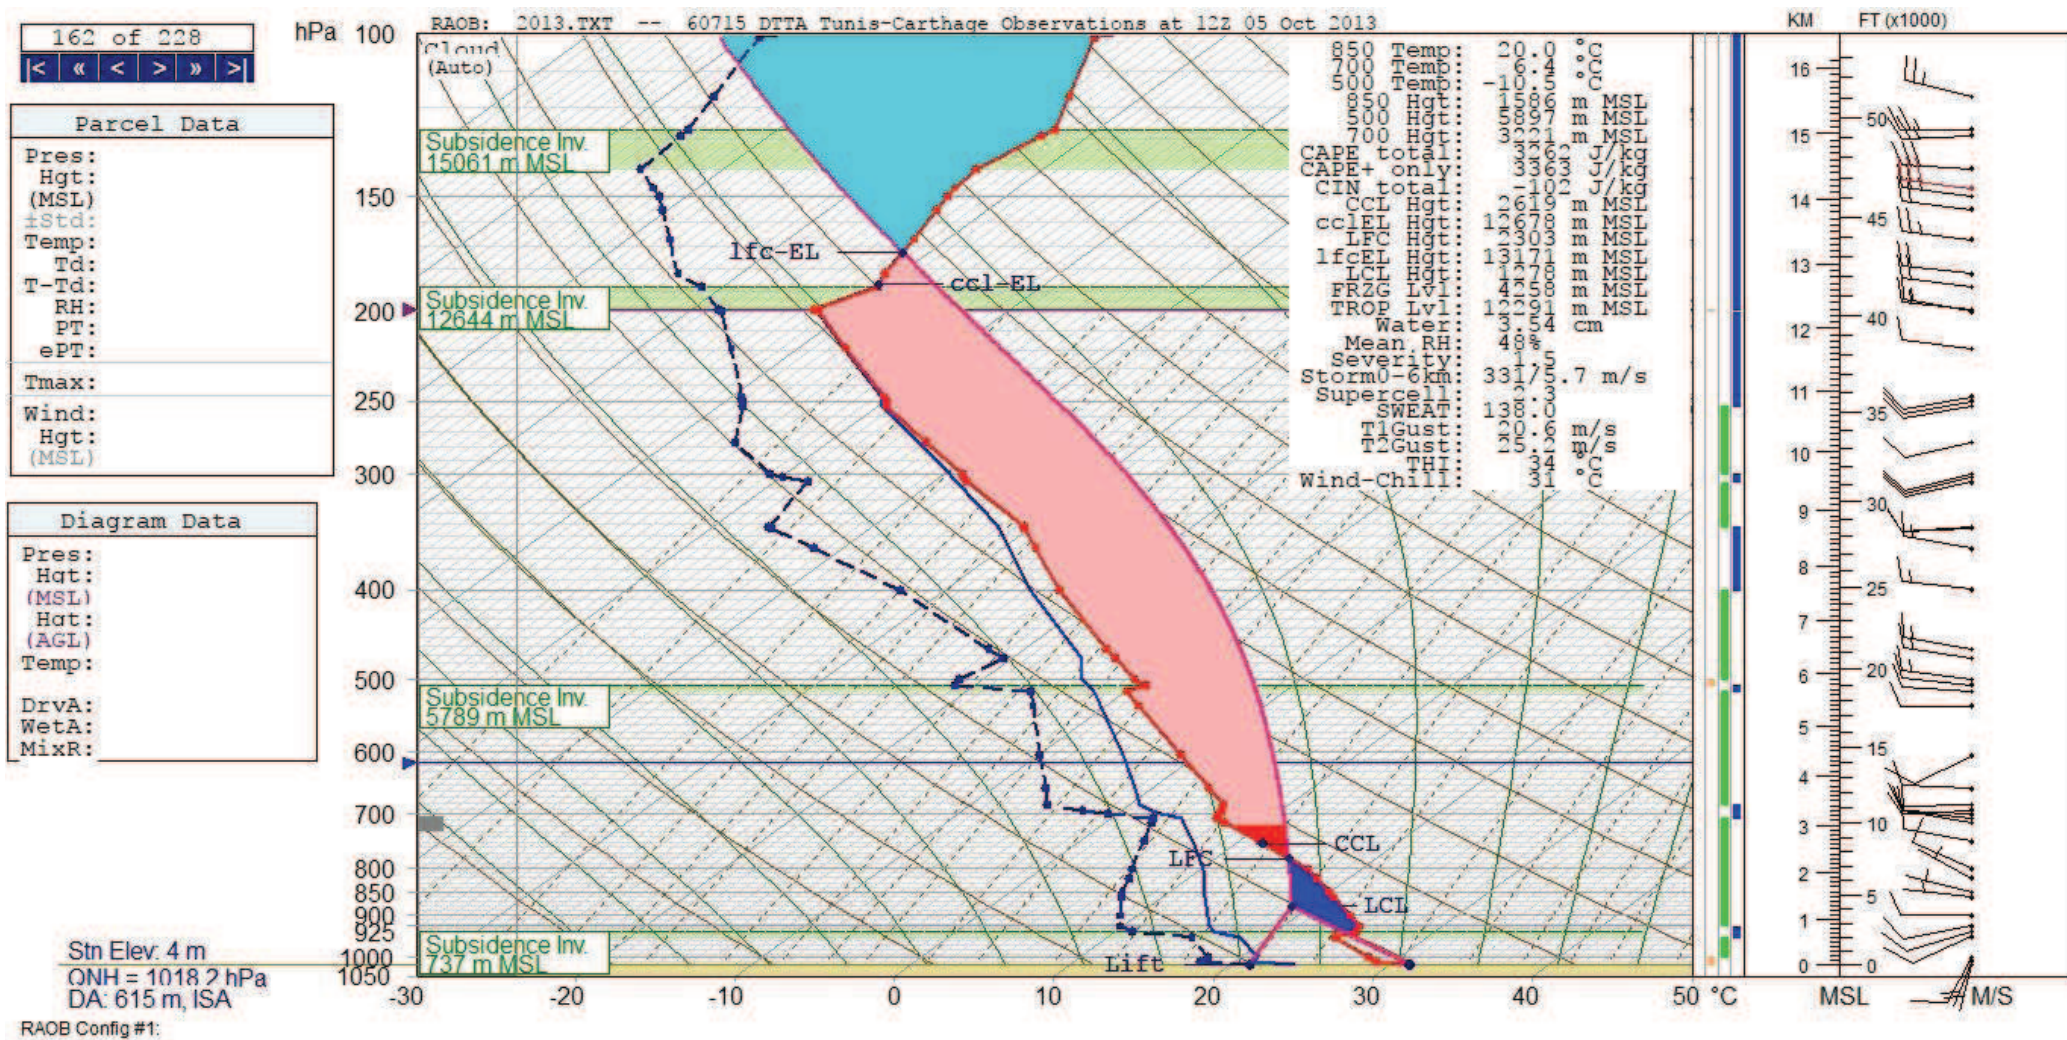 RAOB: 2013.TXT -- 60715 DTTA Tunis-Carthage Observations at 12Z 05 Oct 2013
162 of 228
|< « < > » >|
Parcel Data
Pres:
Hgt:
(MSL)
±Std:
Temp:
Td:
T-Td:
RH:
PT:
ePT:
Tmax:
Wind:
Hgt:
(MSL)
Diagram Data
Pres:
Hgt:
(MSL)
Hgt:
(AGL)
Temp:
DryA:
WetA:
MixR:
Stn Elev: 4 m
QNH = 1018.2 hPa
DA: 615 m, ISA
RAOB Config #1:
hPa
100
150
200
250
300
400
500
600
700
800
850
900
925
1000
1050
Cloud
(Auto)
Subsidence Inv.
15061 m MSL
Subsidence Inv.
12644 m MSL
Subsidence Inv.
5789 m MSL
Subsidence Inv.
737 m MSL
lfc-EL
ccl-EL
CCL
LFC
LCL
Lift
850 Temp: 20.0 °C
700 Temp: 6.4 °C
500 Temp: -10.5 °C
850 Hgt: 1586 m MSL
500 Hgt: 5897 m MSL
700 Hgt: 3221 m MSL
CAPE total: 3262 J/kg
CAPE+ only: 3363 J/kg
CIN total: -102 J/kg
CCL Hgt: 2619 m MSL
cclEL Hgt: 12678 m MSL
LFC Hgt: 2303 m MSL
lfcEL Hgt: 13171 m MSL
LCL Hgt: 1278 m MSL
FRZG Lvl: 4258 m MSL
TROP Lvl: 12291 m MSL
Water: 3.54 cm
Mean RH: 48%
Severity: 1.5
Storm0-6km: 331/5.7 m/s
Supercell: 2.3
SWEAT: 138.0
T1Gust: 20.6 m/s
T2Gust: 25.2 m/s
THI: 34 °C
Wind-Chill: 31 °C
-30 -20 -10 0 10 20 30 40 50 °C
KM
16
15
14
13
12
11
10
9
8
7
6
5
4
3
2
1
0
MSL
FT (x1000)
50
45
40
35
30
25
20
15
10
5
0
M/S